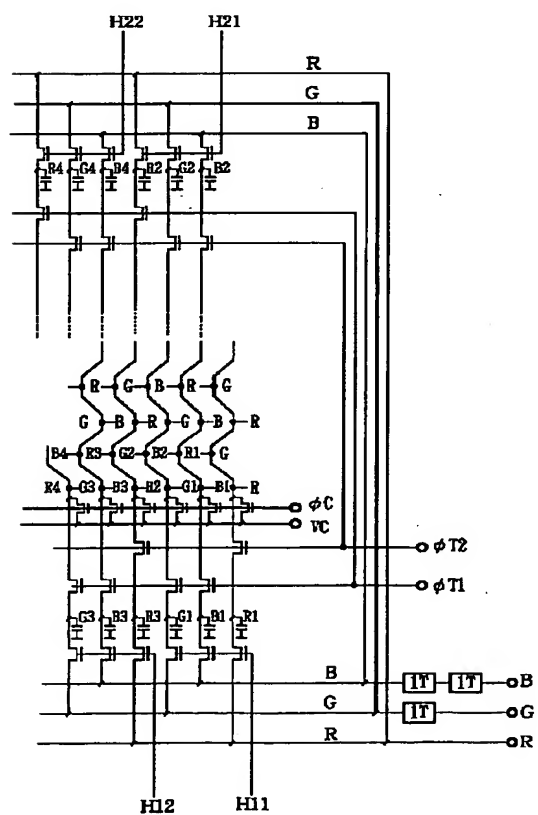 H22 H21
R
G
B
R4 G4 B4 R2 G2 B2
R G B R G
G B R G B R
B4 R3 G2 B2 R1 G
R4 G3 B3 R2 G1 B1 R
φC
VC
φT2
φT1
G3 B3 R3 G1 B1 R1
B 1T 1T B
G 1T G
R R
H12 H11